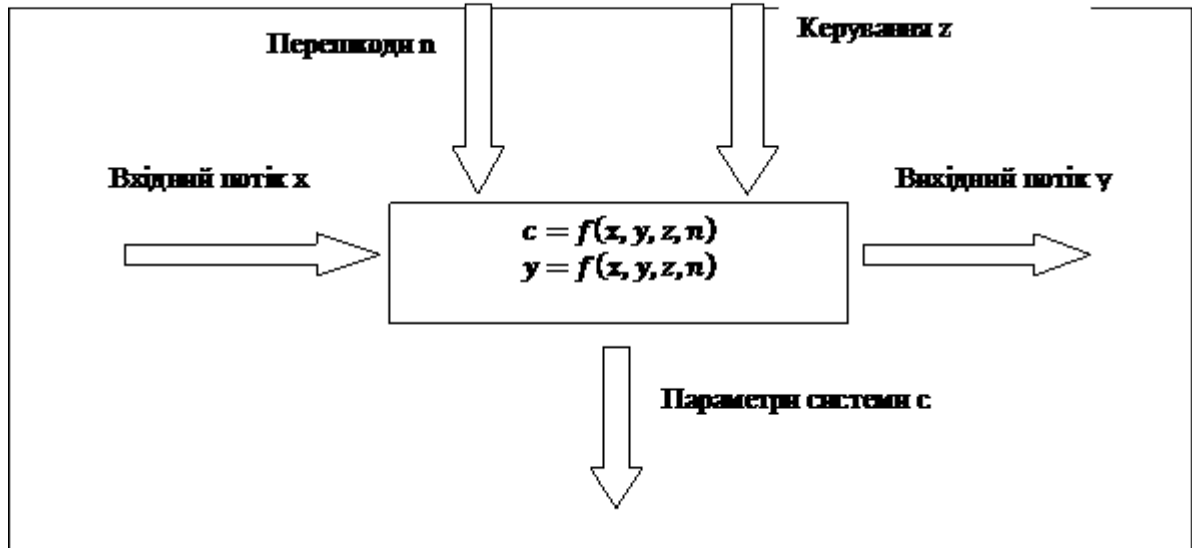 Перешкоди n
Керування z
Вхідний потік x
Вихідний потік y
c = f(x, y, z, n)
y = f(x, y, z, n)
Параметри системи c